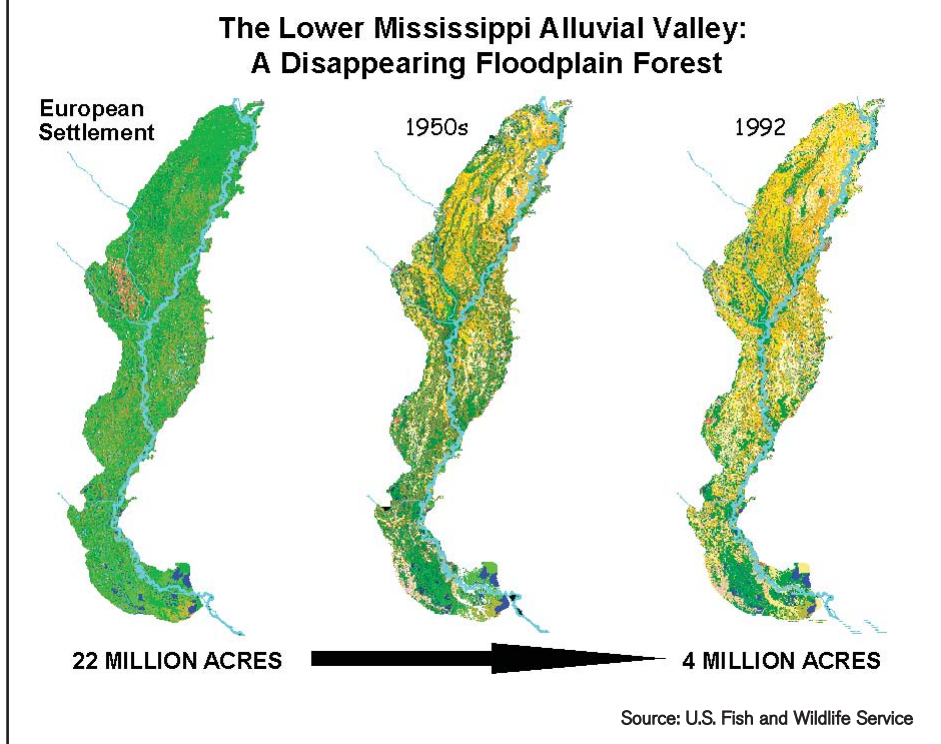 The Lower Mississippi Alluvial Valley:
A Disappearing Floodplain Forest
European
Settlement
1950s
1992
22 MILLION ACRES
4 MILLION ACRES
Source: U.S. Fish and Wildlife Service